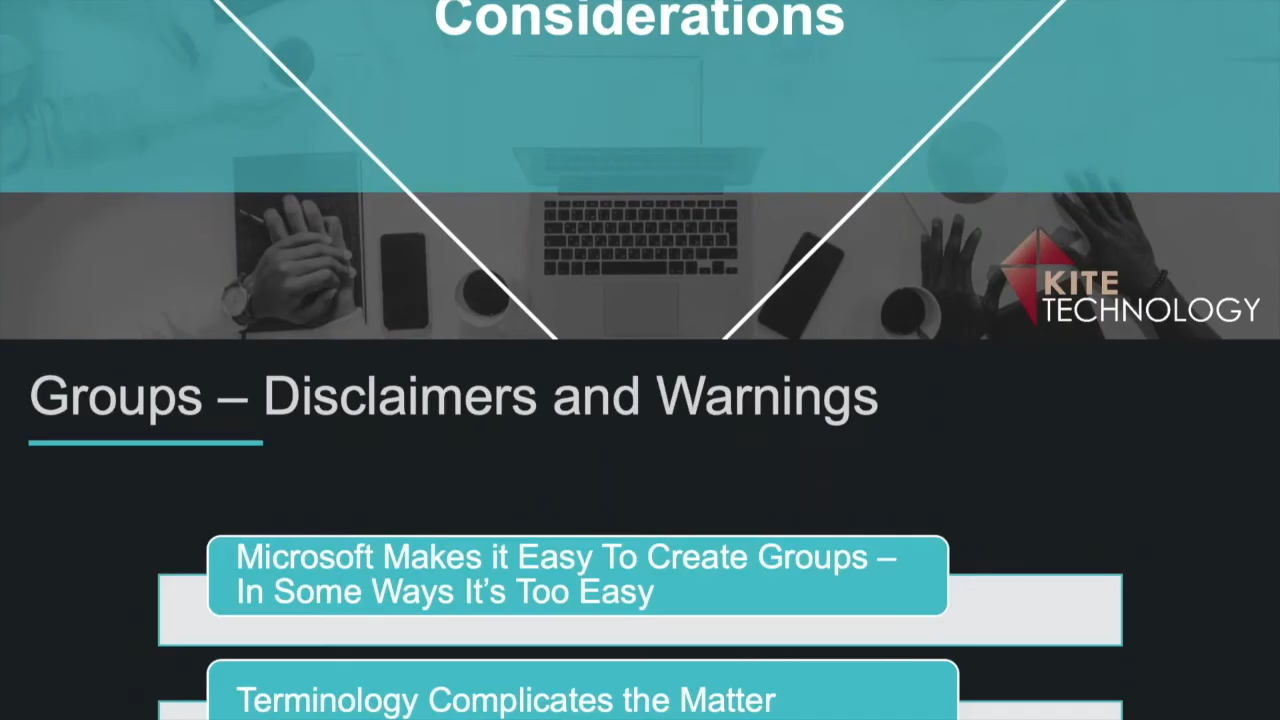 Considerations
KITE
TECHNOLOGY
Groups – Disclaimers and Warnings
Microsoft Makes it Easy To Create Groups –
In Some Ways It's Too Easy
Terminology Complicates the Matter